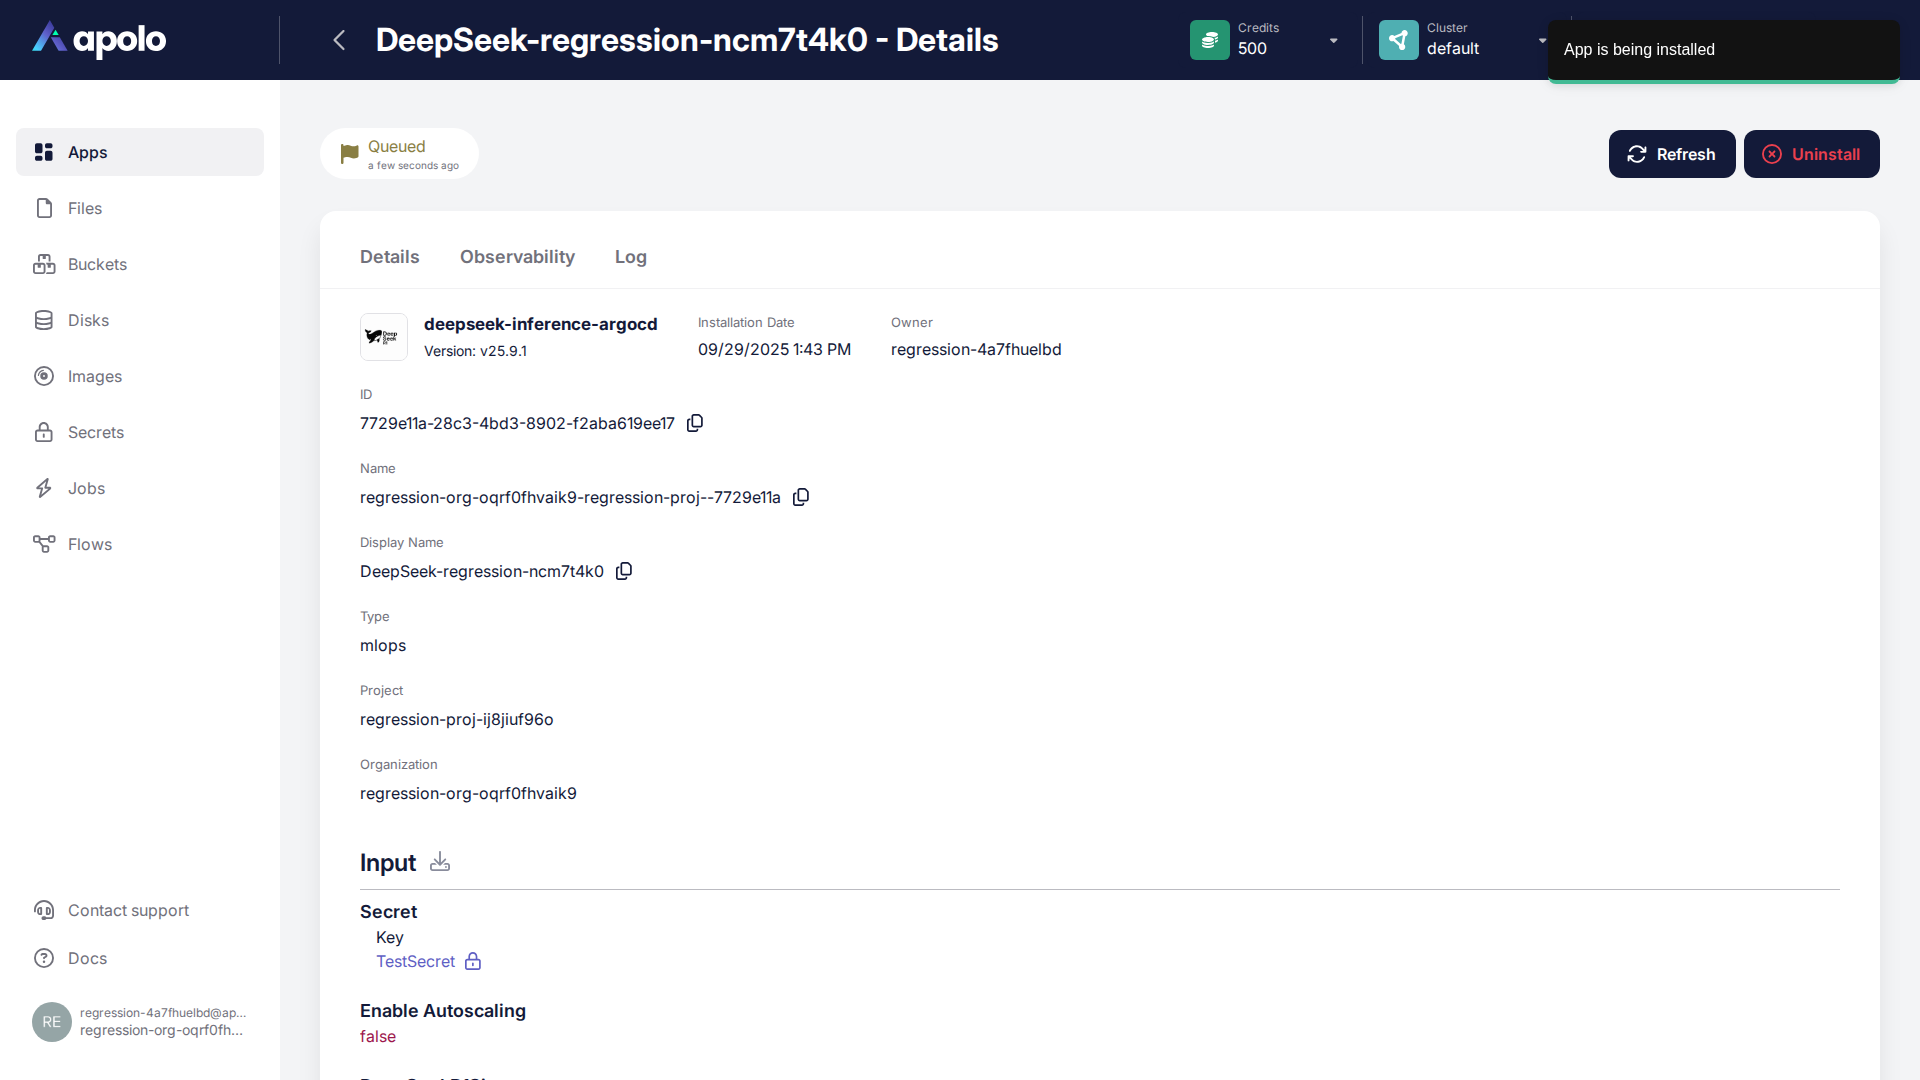 apolo
DeepSeek-regression-ncm7t4k0 - Details
Credits
500
Cluster
default
App is being installed
Apps
Files
Buckets
Disks
Images
Secrets
Jobs
Flows
Contact support
Docs
RE
regression-4a7fhuelbd@ap...
regression-org-oqrf0fh...
Queued
a few seconds ago
Refresh
Uninstall
Details
Observability
Log
deepseek-inference-argocd
Version: v25.9.1
Installation Date
09/29/2025 1:43 PM
Owner
regression-4a7fhuelbd
ID
7729e11a-28c3-4bd3-8902-f2aba619ee17
Name
regression-org-oqrf0fhvaik9-regression-proj--7729e11a
Display Name
DeepSeek-regression-ncm7t4k0
Type
mlops
Project
regression-proj-ij8jiuf96o
Organization
regression-org-oqrf0fhvaik9
Input
Secret
Key
TestSecret
Enable Autoscaling
false